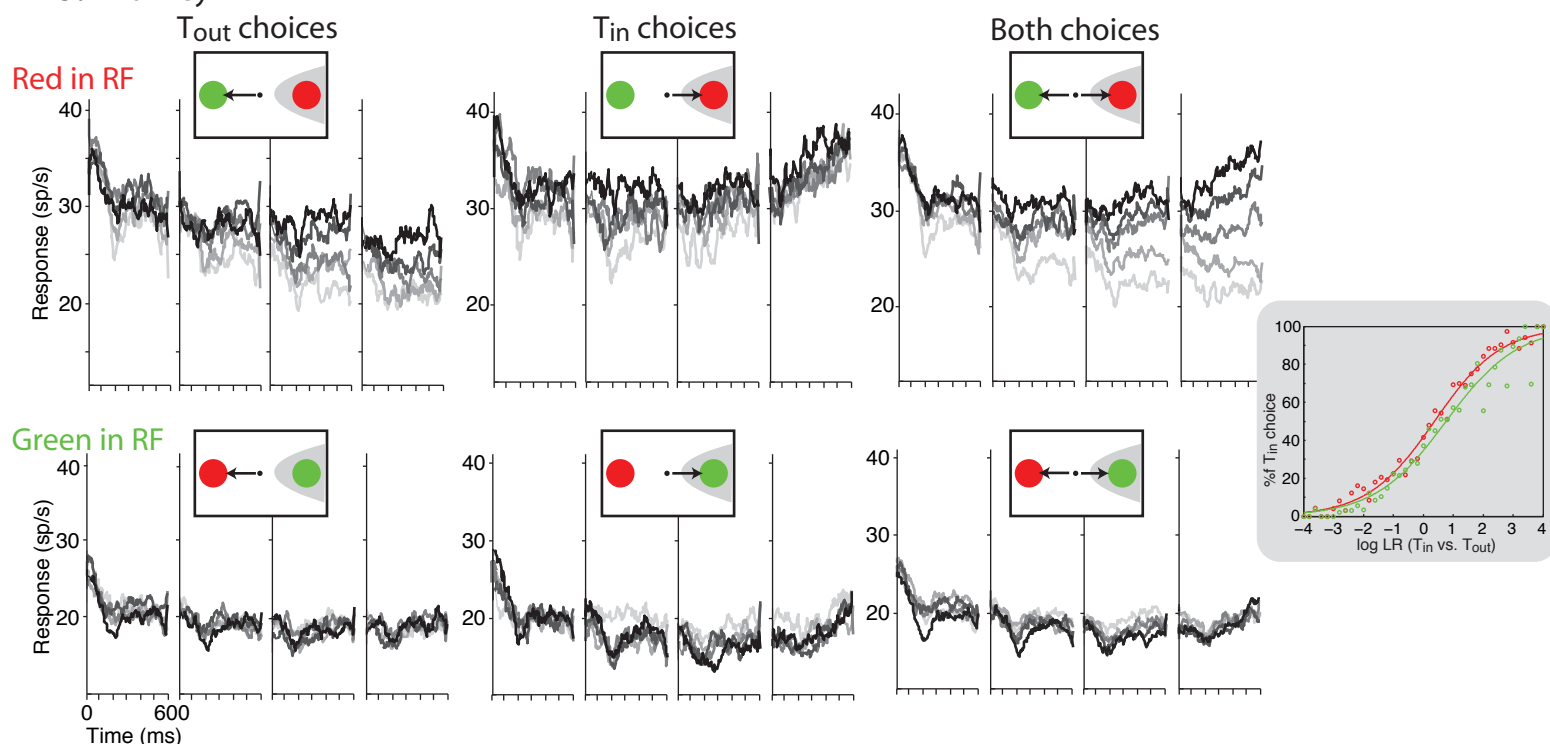 Tout choices
Tin choices
Both choices
Red in RF
40
30
20
Response (sp/s)
40
30
20
40
30
20
Green in RF
40
30
20
Response (sp/s)
0
600
Time (ms)
40
30
20
40
30
20
100
80
60
40
20
0
%f Tin choice
−4 −3 −2 −1 0 1 2 3 4
log LR (Tin vs. Tout)